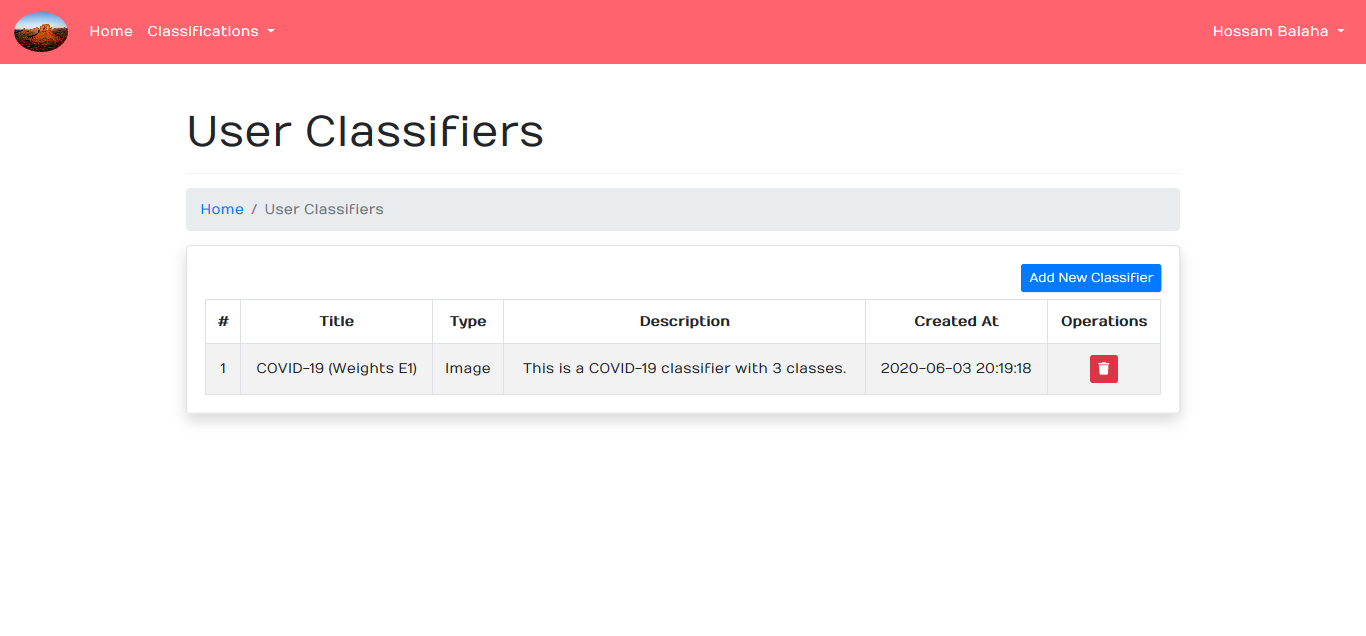 Home Classifications Hossam Balaha
User Classifiers
Home / User Classifiers
Add New Classifier
# Title Type Description Created At Operations
1 COVID-19 (Weights E1) Image This is a COVID-19 classifier with 3 classes. 2020-06-03 20:19:18